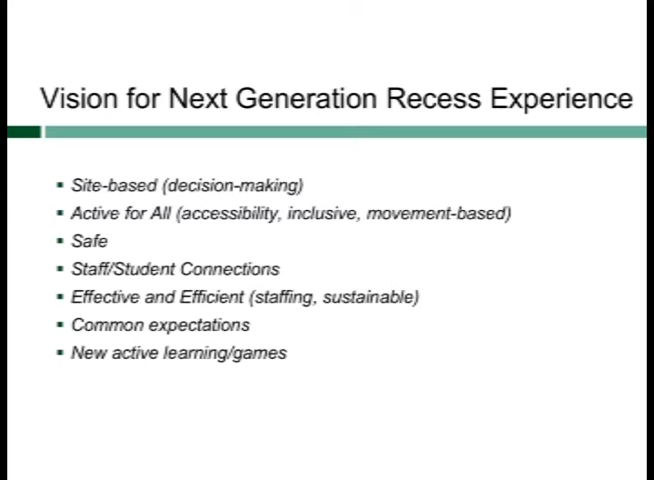 Vision for Next Generation Recess Experience
▪ Site-based (decision-making)
▪ Active for All (accessibility, inclusive, movement-based)
▪ Safe
▪ Staff/Student Connections
▪ Effective and Efficient (staffing, sustainable)
▪ Common expectations
▪ New active learning/games